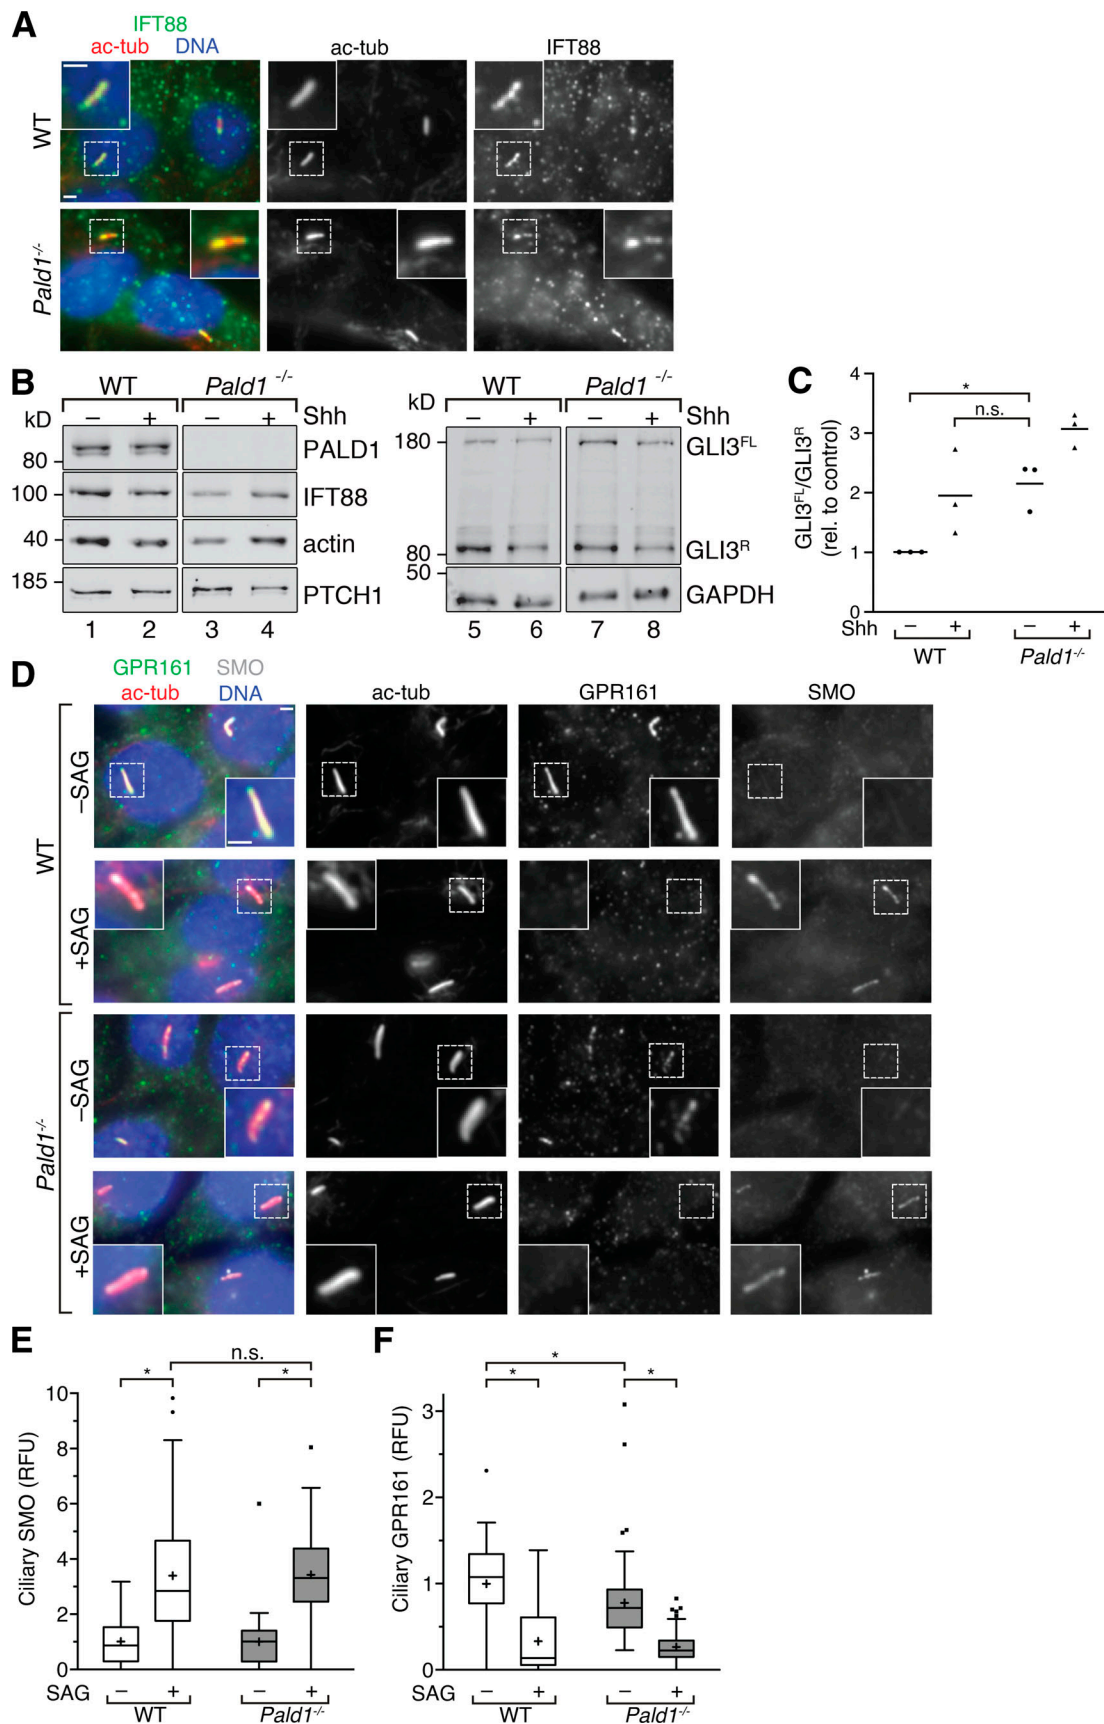 A
IFT88
ac-tub DNA
ac-tub
IFT88
WT
Pald1-/-
B
WT
Pald1 -/-
kD
– + – + Shh
PALD1
80
100
IFT88
40
actin
185
PTCH1
1 2 3 4
WT
Pald1 -/-
kD
– + – + Shh
180
GLI3FL
GLI3R
80
50
GAPDH
5 6 7 8
C
GLI3FL/GLI3R
(rel. to control)
4
3
2
1
0
*
n.s.
Shh – + – +
WT Pald1-/-
D
GPR161 SMO
ac-tub DNA
ac-tub
GPR161
SMO
WT
–SAG
+SAG
Pald1-/-
–SAG
+SAG
E
n.s.
* *
Ciliary SMO (RFU)
10
8
6
4
2
0
SAG – + – +
WT Pald1-/-
F
*
* *
Ciliary GPR161 (RFU)
3
2
1
0
SAG – + – +
WT Pald1-/-